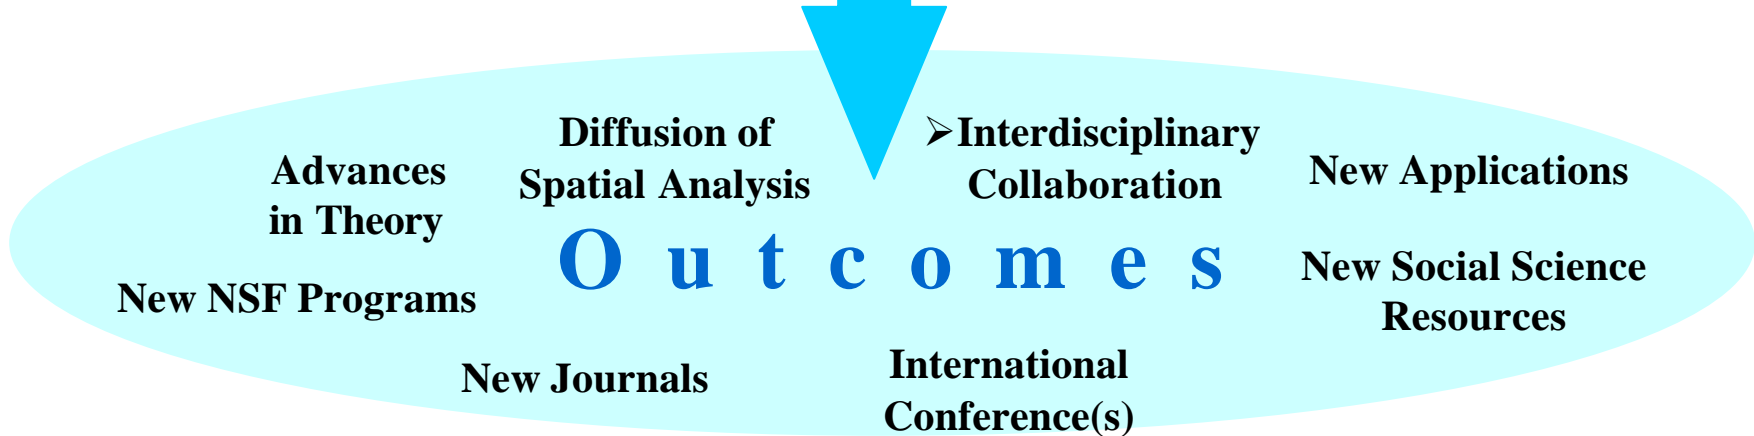 Diffusion of
Spatial Analysis
➢Interdisciplinary
Collaboration
Advances
in Theory
New Applications
Outcomes
New NSF Programs
New Social Science
Resources
New Journals
International
Conference(s)